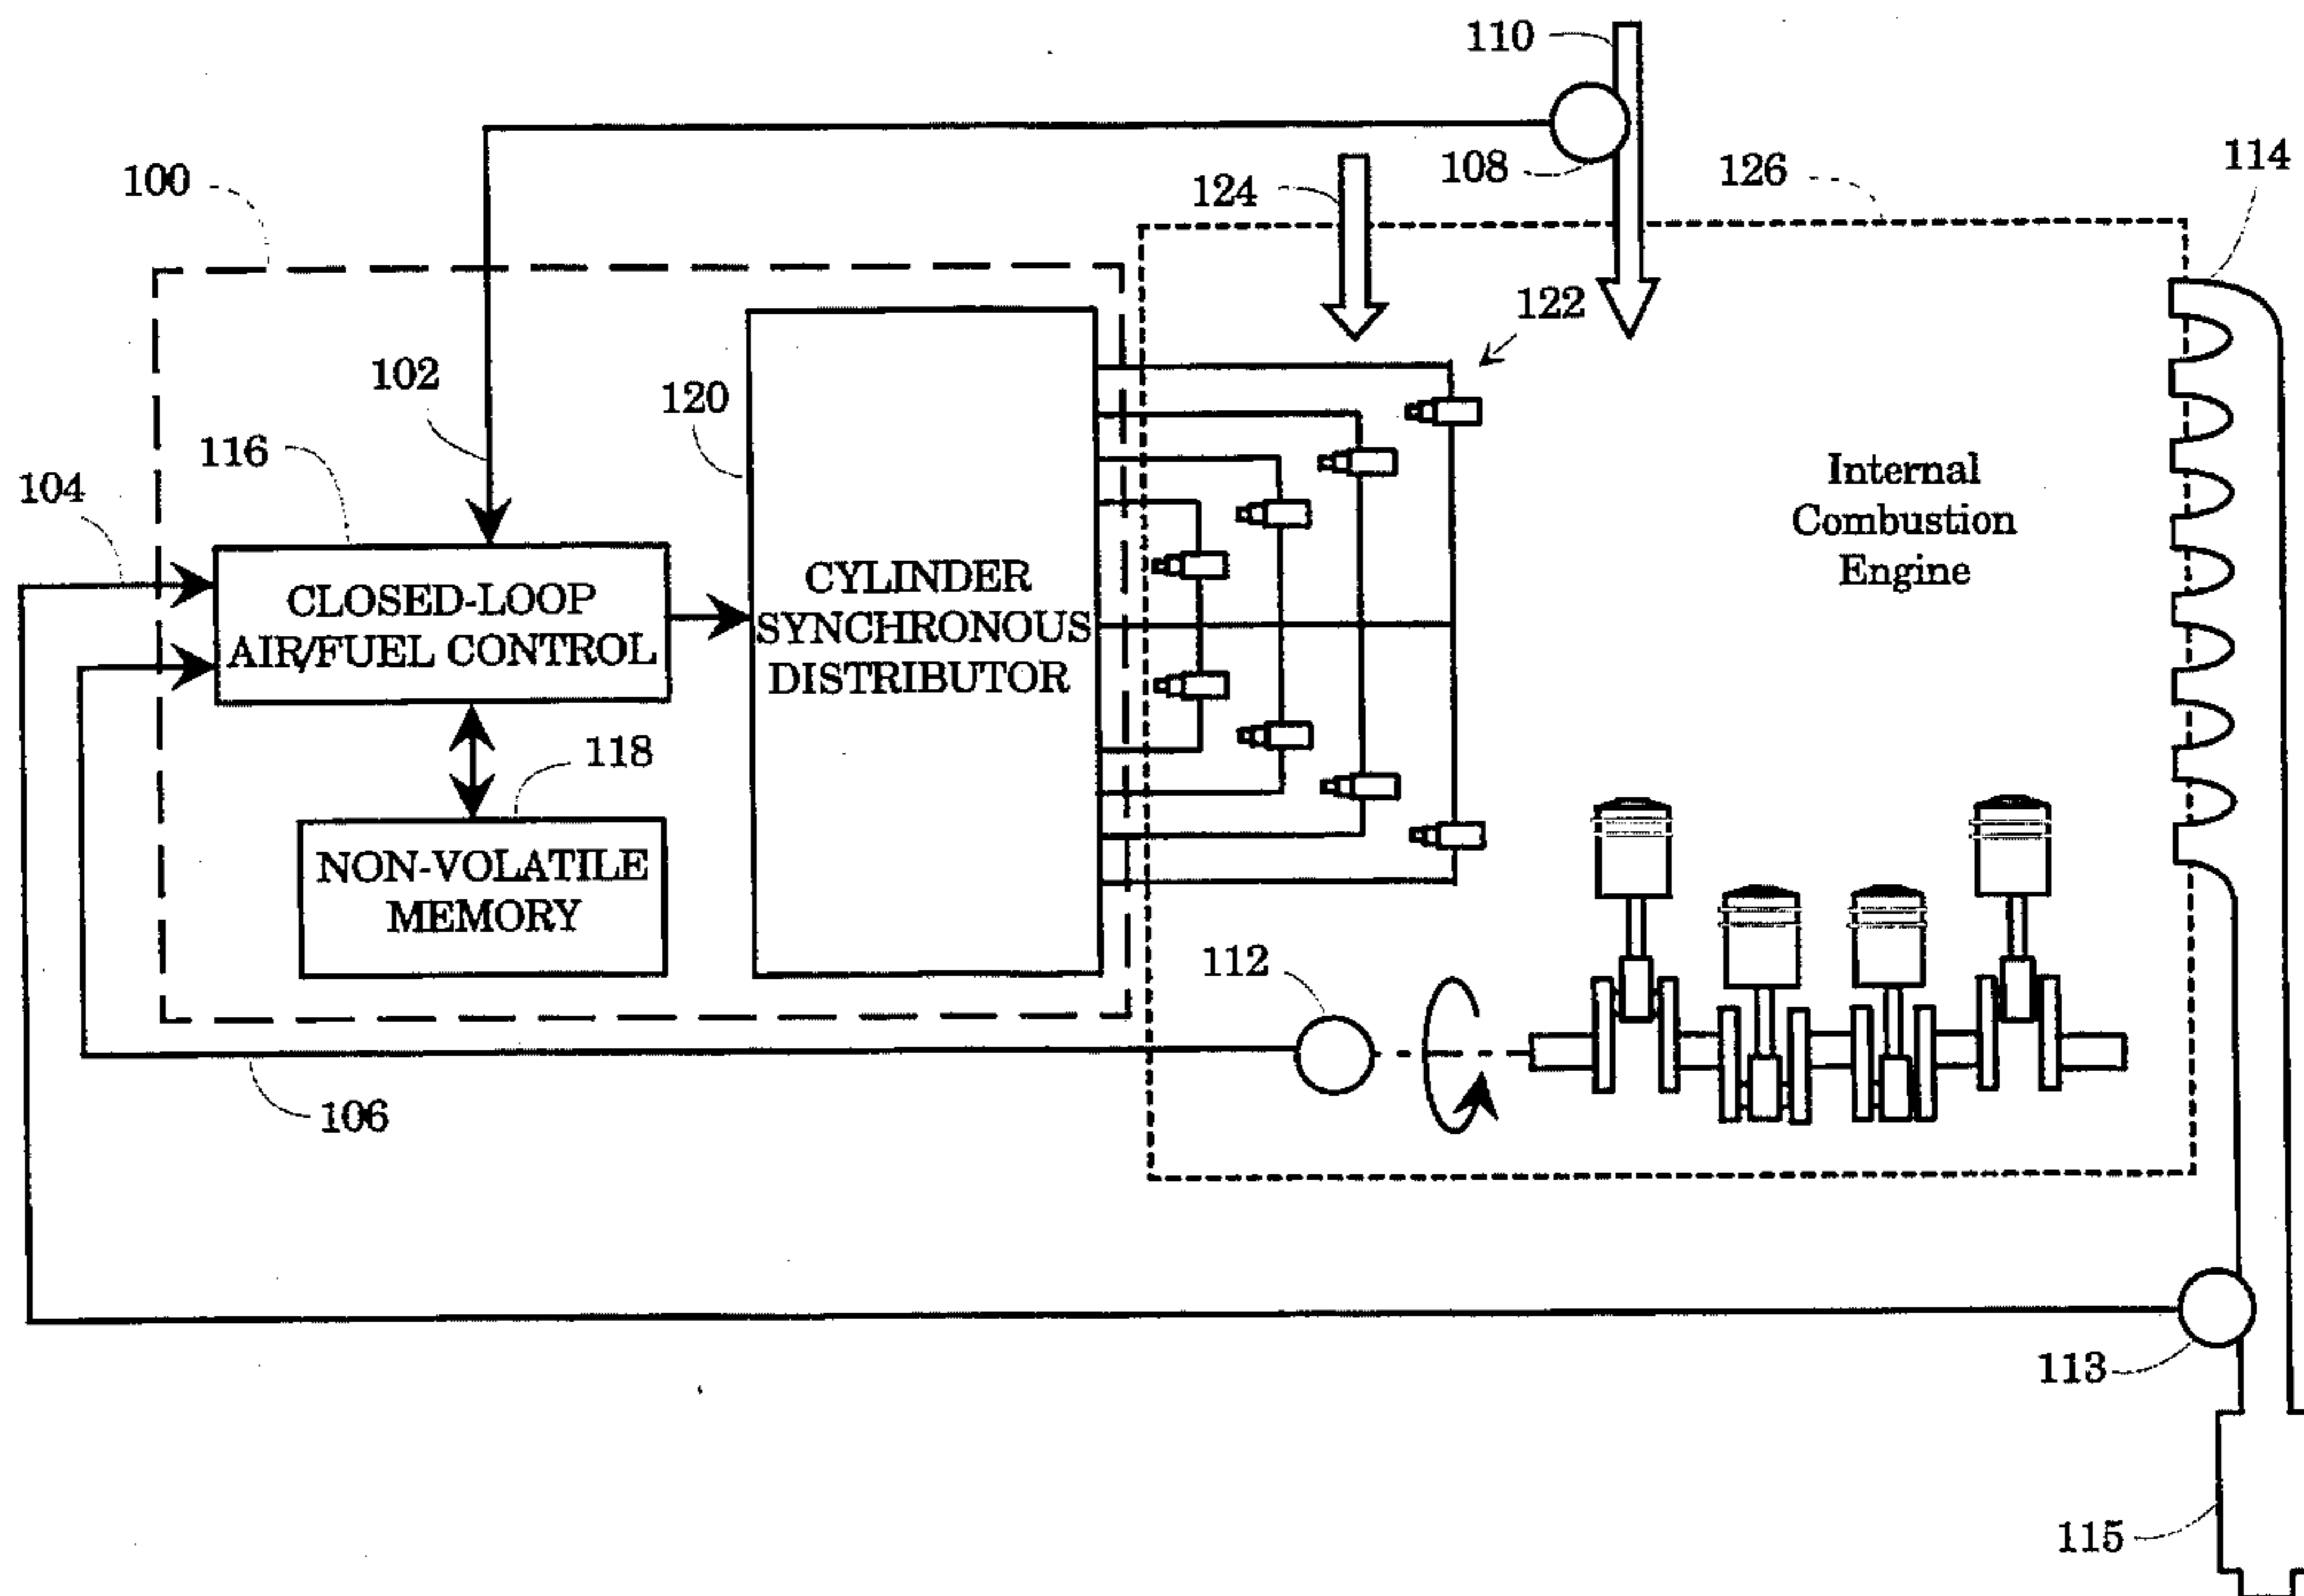 110
108
126
114
100
124
122
102
120
116
104
Internal
Combustion
Engine
CLOSED-LOOP
AIR/FUEL CONTROL
CYLINDER
SYNCHRONOUS
DISTRIBUTOR
118
NON-VOLATILE
MEMORY
112
106
113
115